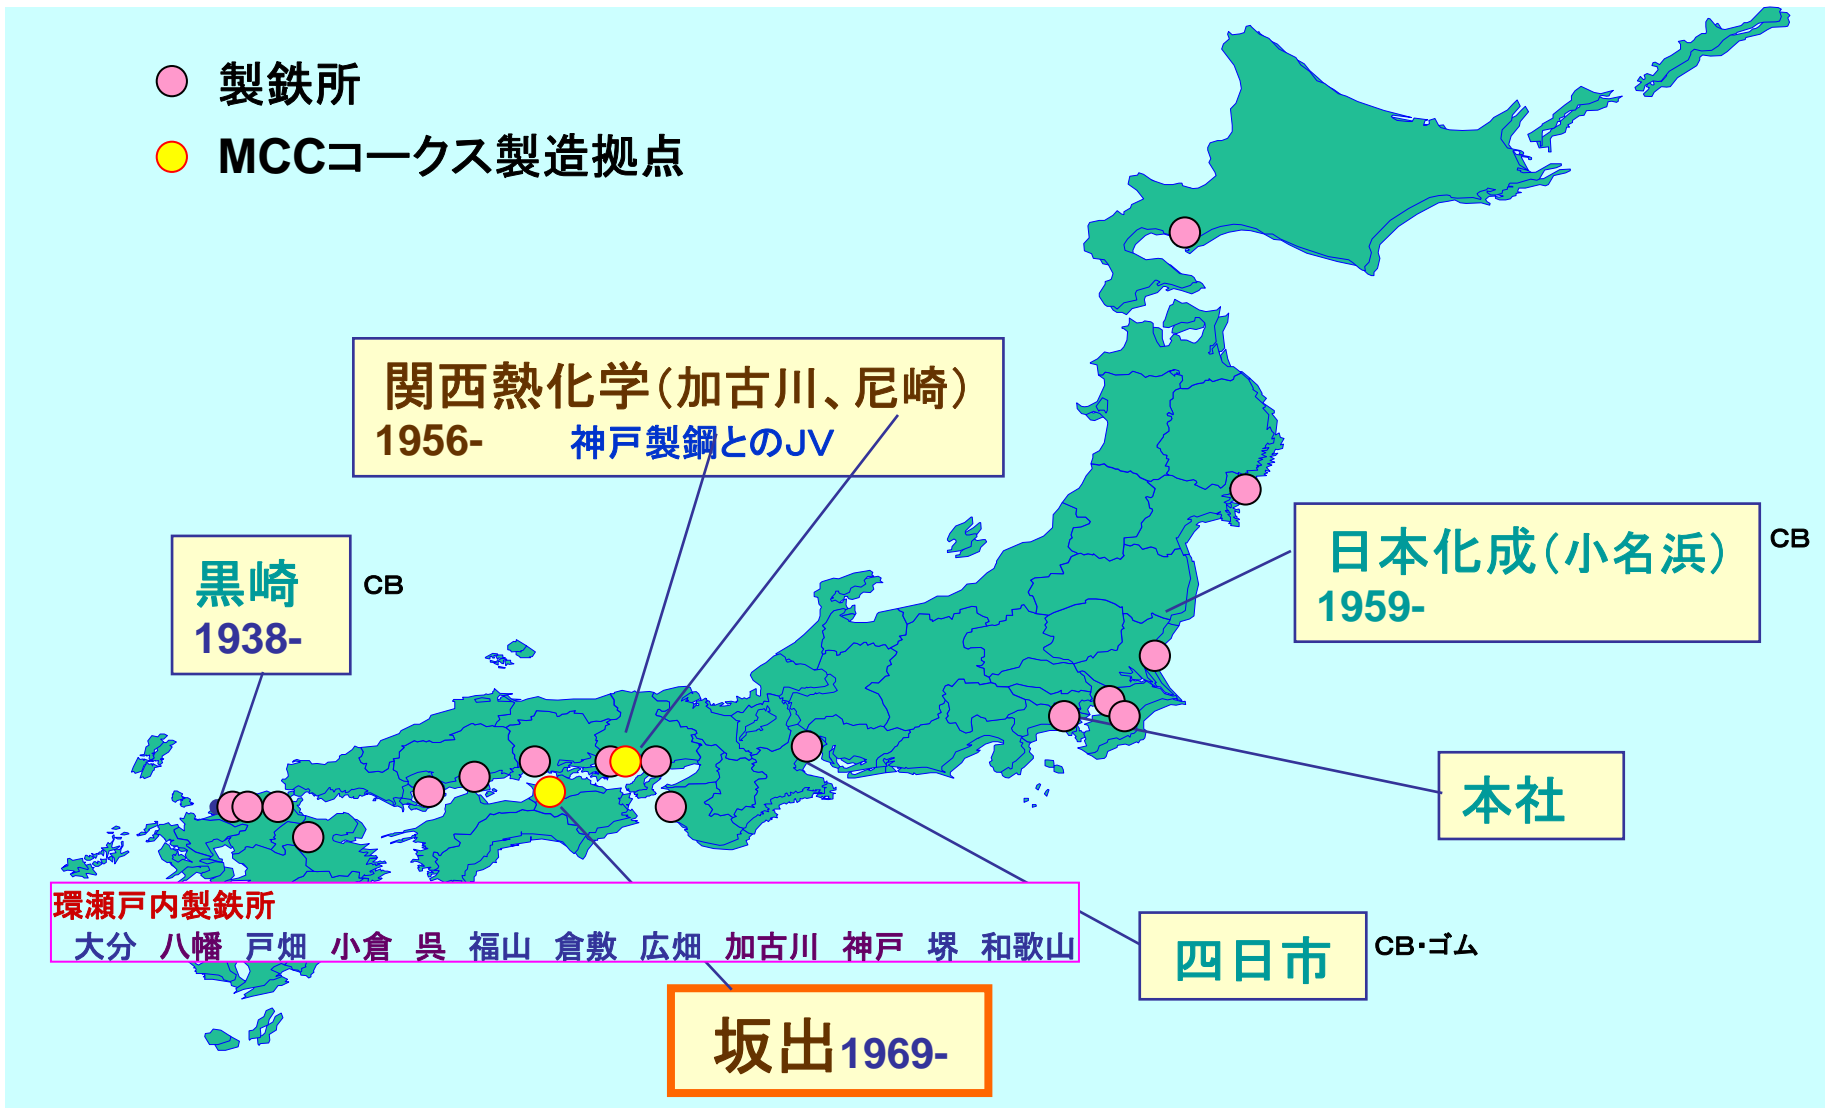 製鉄所
MCCコークス製造拠点
関西熱化学（加古川、尼崎）
1956- 神戸製鋼とのJV
日本化成（小名浜）
1959-
CB
黒崎
1938-
CB
本社
環瀬戸内製鉄所
大分 八幡 戸畑 小倉 呉 福山 倉敷 広畑 加古川 神戸 堺 和歌山
四日市
CB・ゴム
坂出1969-